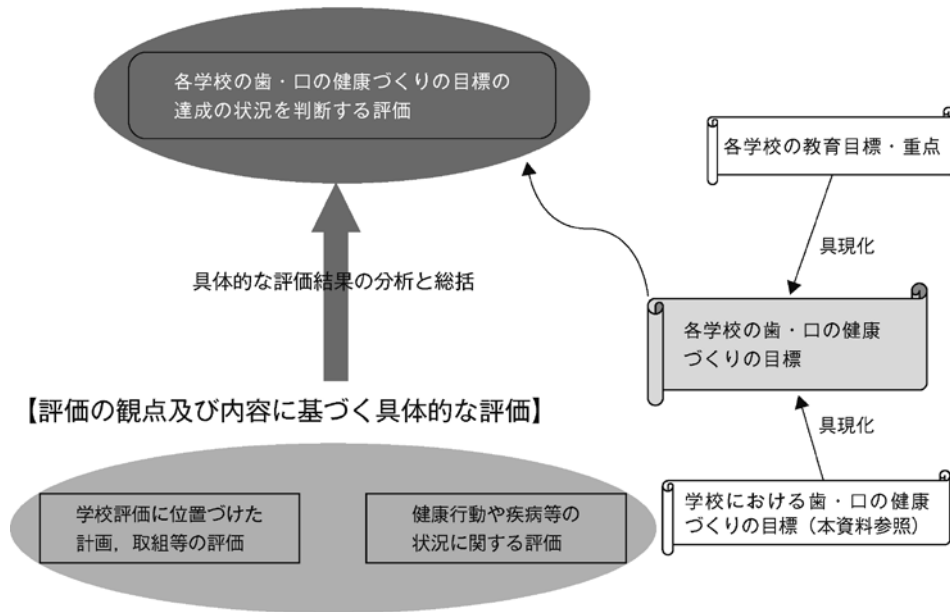 各学校の歯・口の健康づくりの目標の
達成の状況を判断する評価
各学校の教育目標・重点
具現化
具体的な評価結果の分析と総括
各学校の歯・口の健康
づくりの目標
【評価の観点及び内容に基づく具体的な評価】
具現化
学校評価に位置づけた
計画，取組等の評価
健康行動や疾病等の
状況に関する評価
学校における歯・口の健康
づくりの目標（本資料参照）